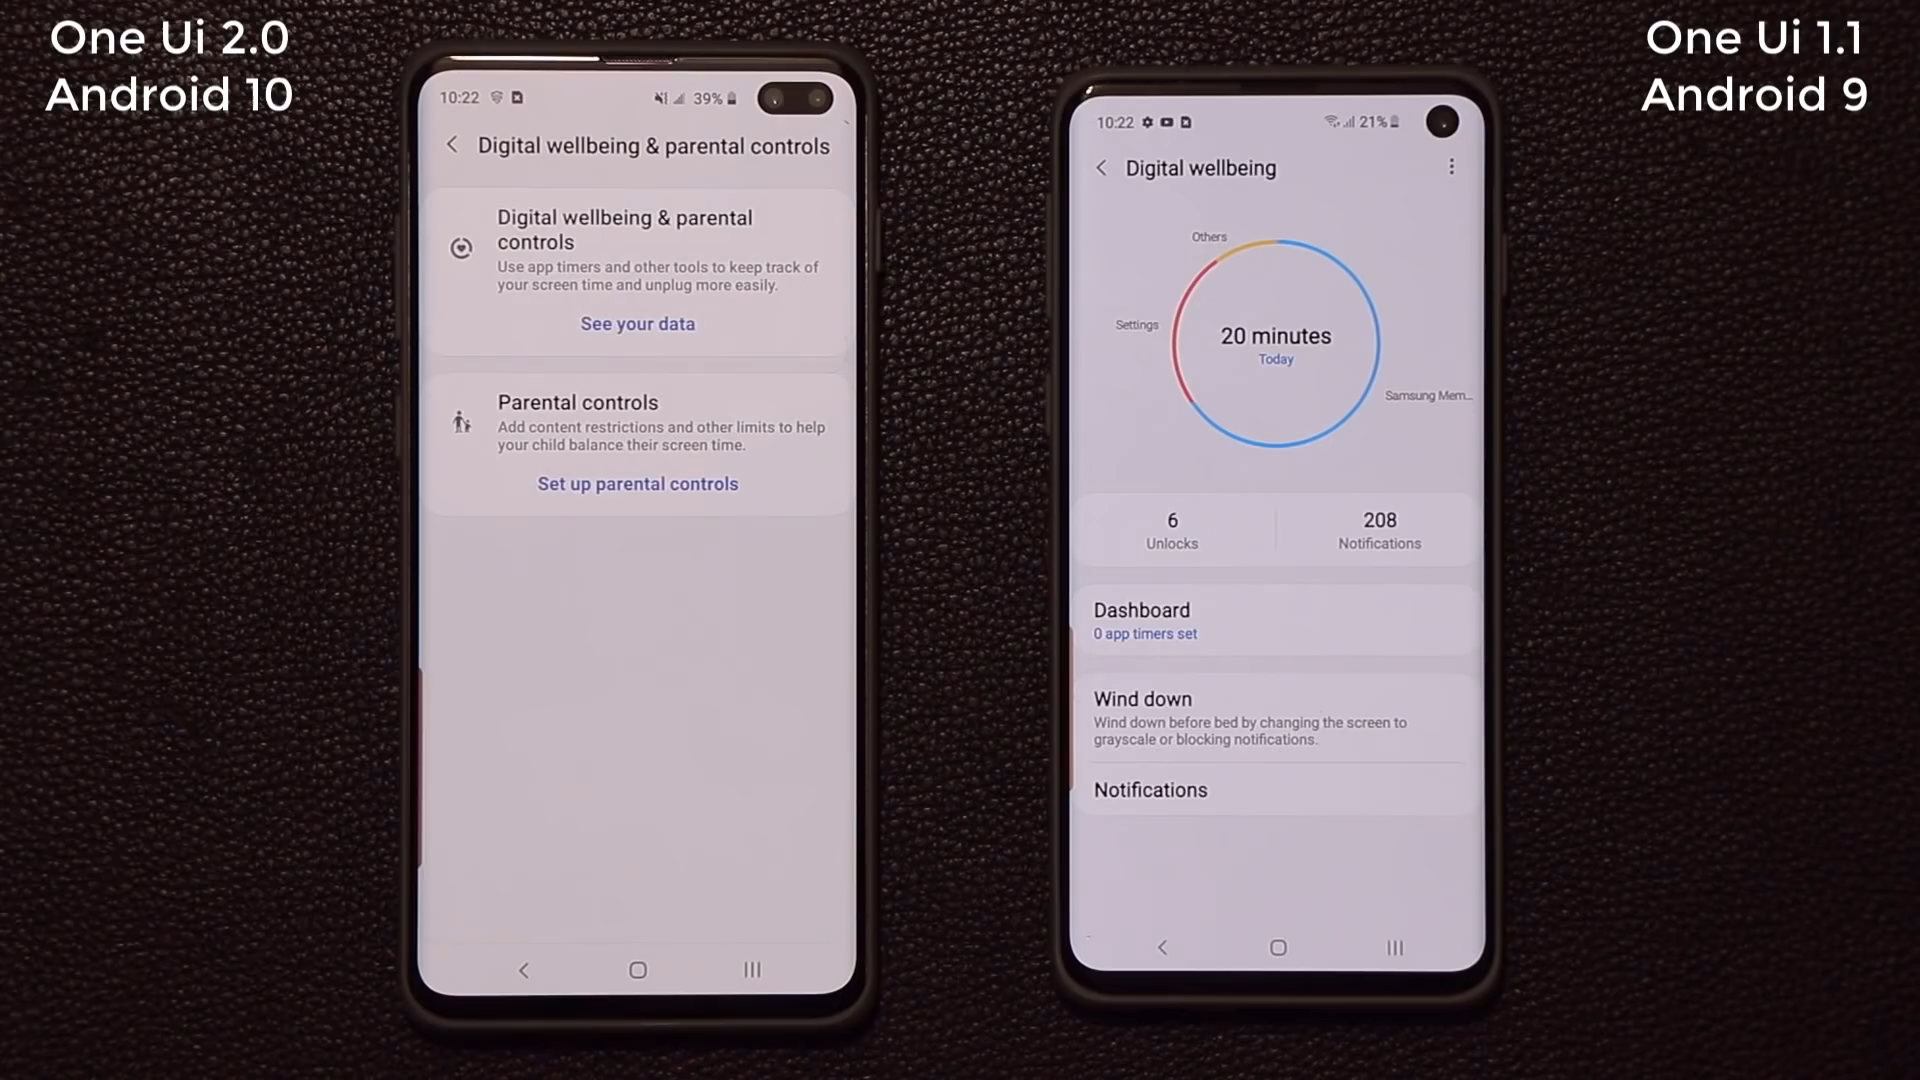 One Ui 2.0
Android 10
One Ui 1.1
Android 9
10:22
39%
Digital wellbeing & parental controls
Digital wellbeing & parental
controls
Use app timers and other tools to keep track of
your screen time and unplug more easily.
See your data
Parental controls
Add content restrictions and other limits to help
your child balance their screen time.
Set up parental controls
10:22
21%
Digital wellbeing
Others
Settings
20 minutes
Today
Samsung Mem...
6
Unlocks
208
Notifications
Dashboard
0 app timers set
Wind down
Wind down before bed by changing the screen to
grayscale or blocking notifications.
Notifications